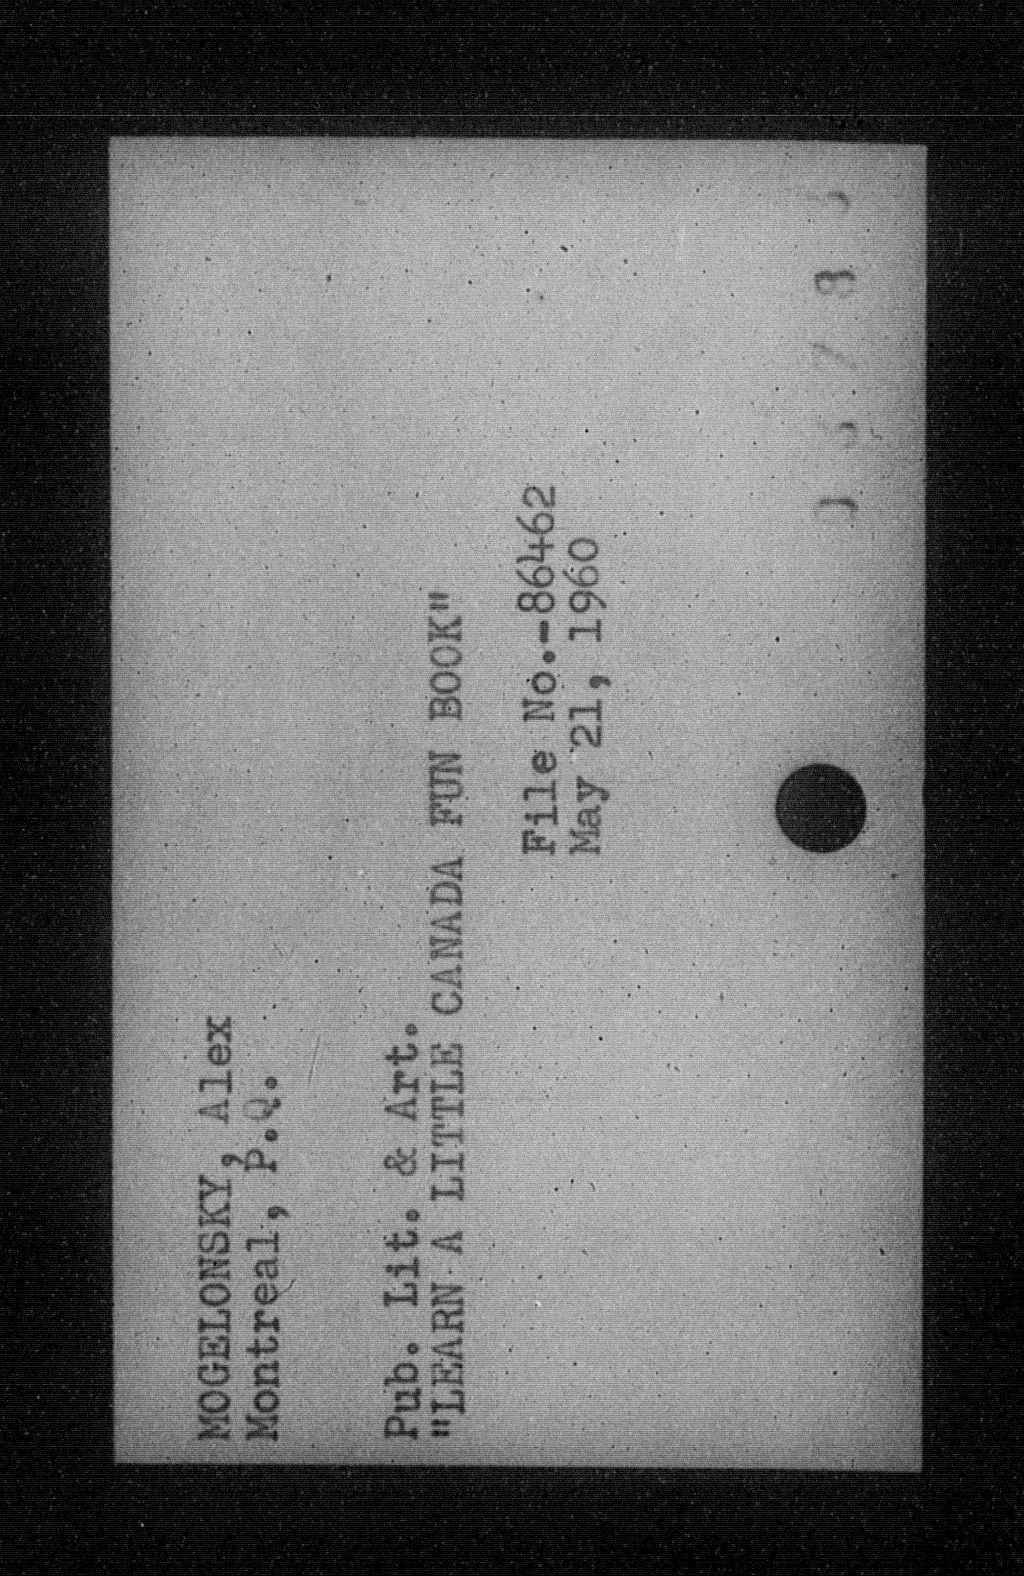 MOGELONSKY, Alex
Montreal, P.Q.
Pub. Lit. & Art.
"LEARN A LITTLE CANADA FUN BOOK"
File No.-86462
May 21, 1960